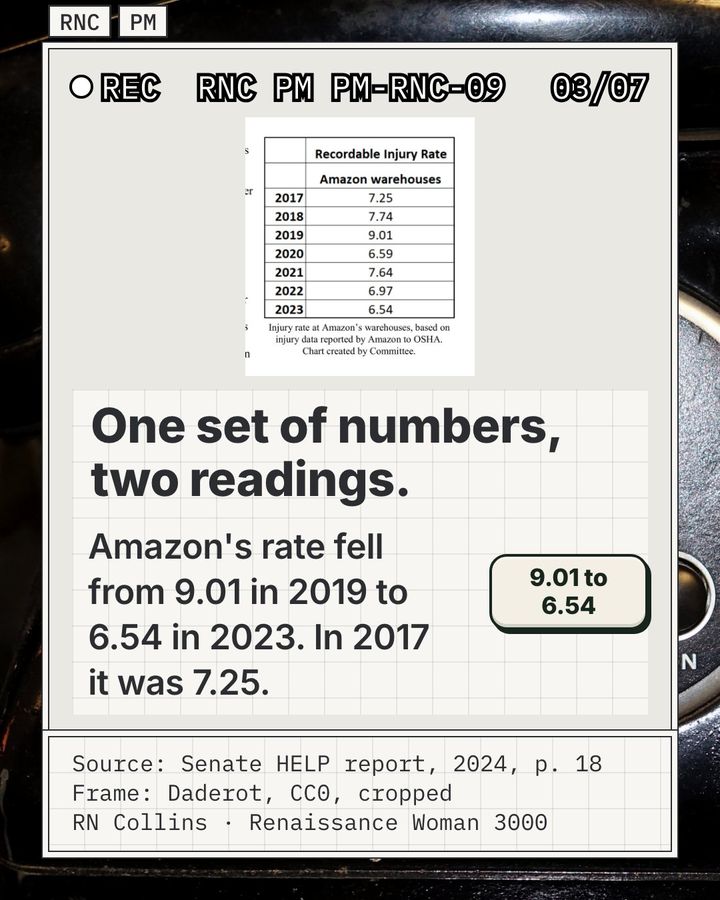 RNC PM
REC RNC PM PM-RNC-09 03/07
s
er
s
n
Recordable Injury Rate
Amazon warehouses
2017 7.25
2018 7.74
2019 9.01
2020 6.59
2021 7.64
2022 6.97
2023 6.54
Injury rate at Amazon's warehouses, based on
injury data reported by Amazon to OSHA.
Chart created by Committee.
One set of numbers,
two readings.
Amazon's rate fell
from 9.01 in 2019 to
6.54 in 2023. In 2017
it was 7.25.
9.01 to
6.54
N
Source: Senate HELP report, 2024, p. 18
Frame: Daderot, CC0, cropped
RN Collins · Renaissance Woman 3000